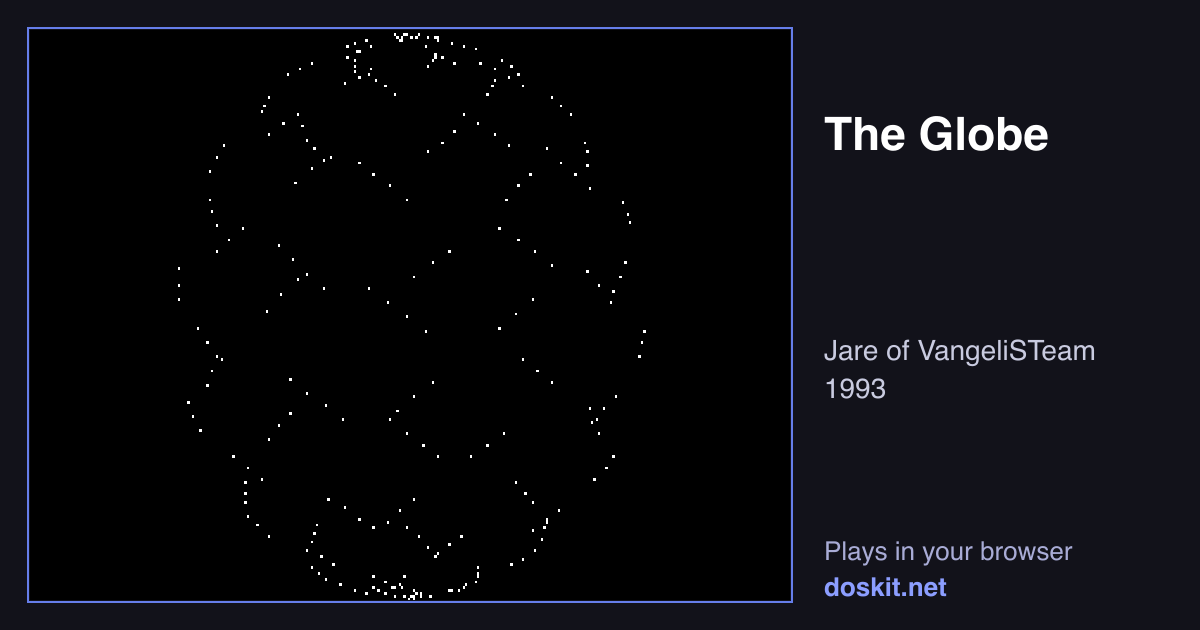 The Globe
Jare of VangeliSTeam
1993
Plays in your browser
doskit.net